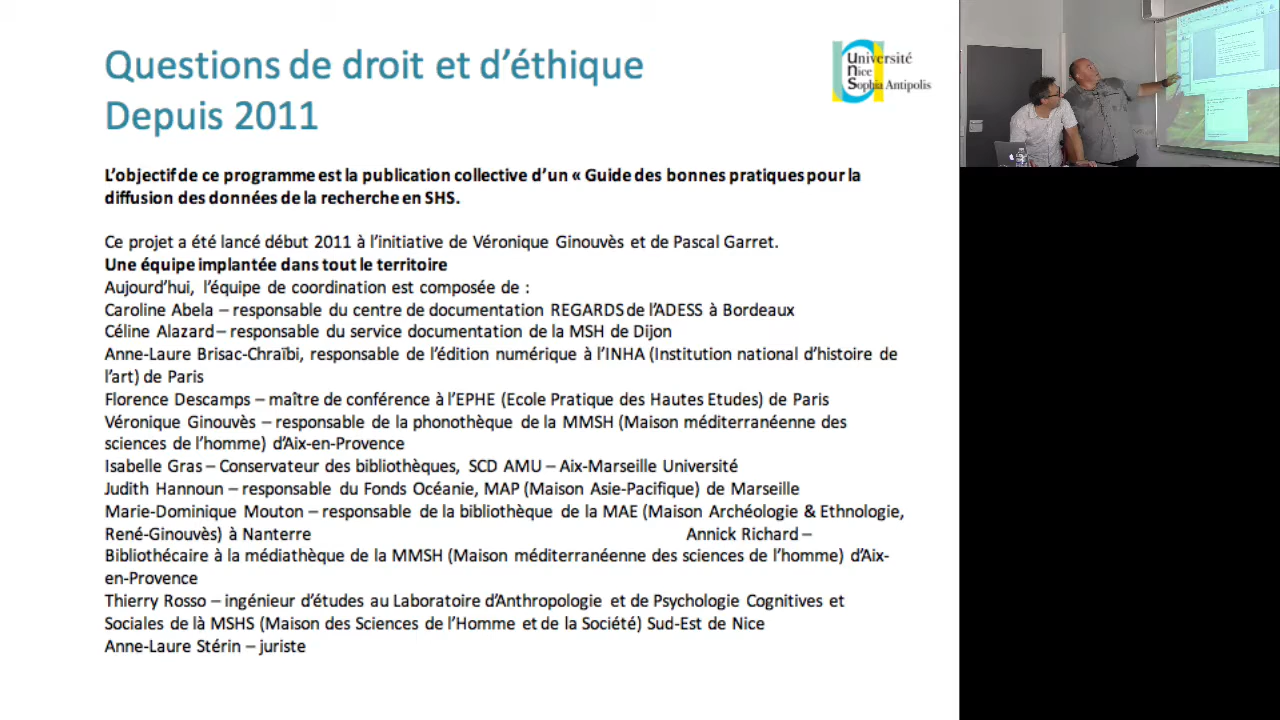 Questions de droit et d'éthique
Depuis 2011
Université
Nice
Sophia Antipolis
L'objectif de ce programme est la publication collective d'un « Guide des bonnes pratiques pour la
diffusion des données de la recherche en SHS.
Ce projet a été lancé début 2011 à l'initiative de Véronique Ginouvès et de Pascal Garret.
Une équipe implantée dans tout le territoire
Aujourd'hui, l'équipe de coordination est composée de :
Caroline Abela – responsable du centre de documentation REGARDS de l'ADESS à Bordeaux
Céline Alazard – responsable du service documentation de la MSH de Dijon
Anne-Laure Brisac-Chraïbi, responsable de l'édition numérique à l'INHA (Institution national d'histoire de
l'art) de Paris
Florence Descamps – maître de conférence à l'EPHE (Ecole Pratique des Hautes Etudes) de Paris
Véronique Ginouvès – responsable de la phonothèque de la MMSH (Maison méditerranéenne des
sciences de l'homme) d'Aix-en-Provence
Isabelle Gras – Conservateur des bibliothèques, SCD AMU – Aix-Marseille Université
Judith Hannoun – responsable du Fonds Océanie, MAP (Maison Asie-Pacifique) de Marseille
Marie-Dominique Mouton – responsable de la bibliothèque de la MAE (Maison Archéologie & Ethnologie,
René-Ginouvès) à Nanterre Annick Richard –
Bibliothécaire à la médiathèque de la MMSH (Maison méditerranéenne des sciences de l'homme) d'Aix-
en-Provence
Thierry Rosso – ingénieur d'études au Laboratoire d'Anthropologie et de Psychologie Cognitives et
Sociales de là MSHS (Maison des Sciences de l'Homme et de la Société) Sud-Est de Nice
Anne-Laure Stérin – juriste